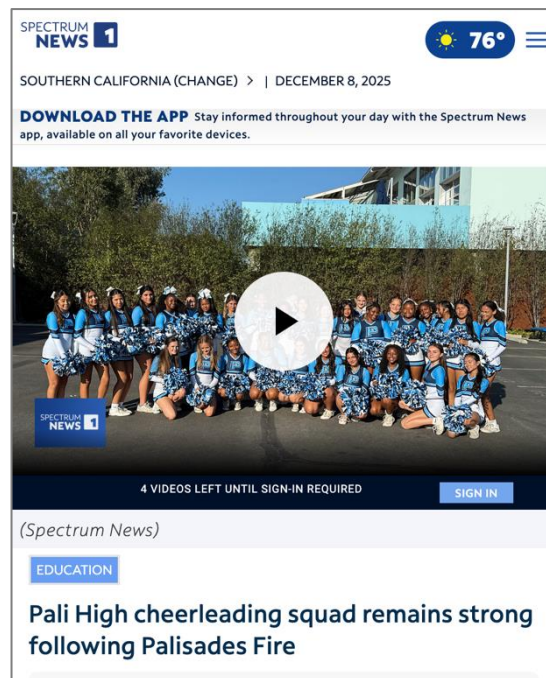 SPECTRUM
NEWS 1
76°
SOUTHERN CALIFORNIA (CHANGE) > | DECEMBER 8, 2025
DOWNLOAD THE APP Stay informed throughout your day with the Spectrum News
app, available on all your favorite devices.
SPECTRUM
NEWS 1
4 VIDEOS LEFT UNTIL SIGN-IN REQUIRED
SIGN IN
(Spectrum News)
EDUCATION
Pali High cheerleading squad remains strong
following Palisades Fire